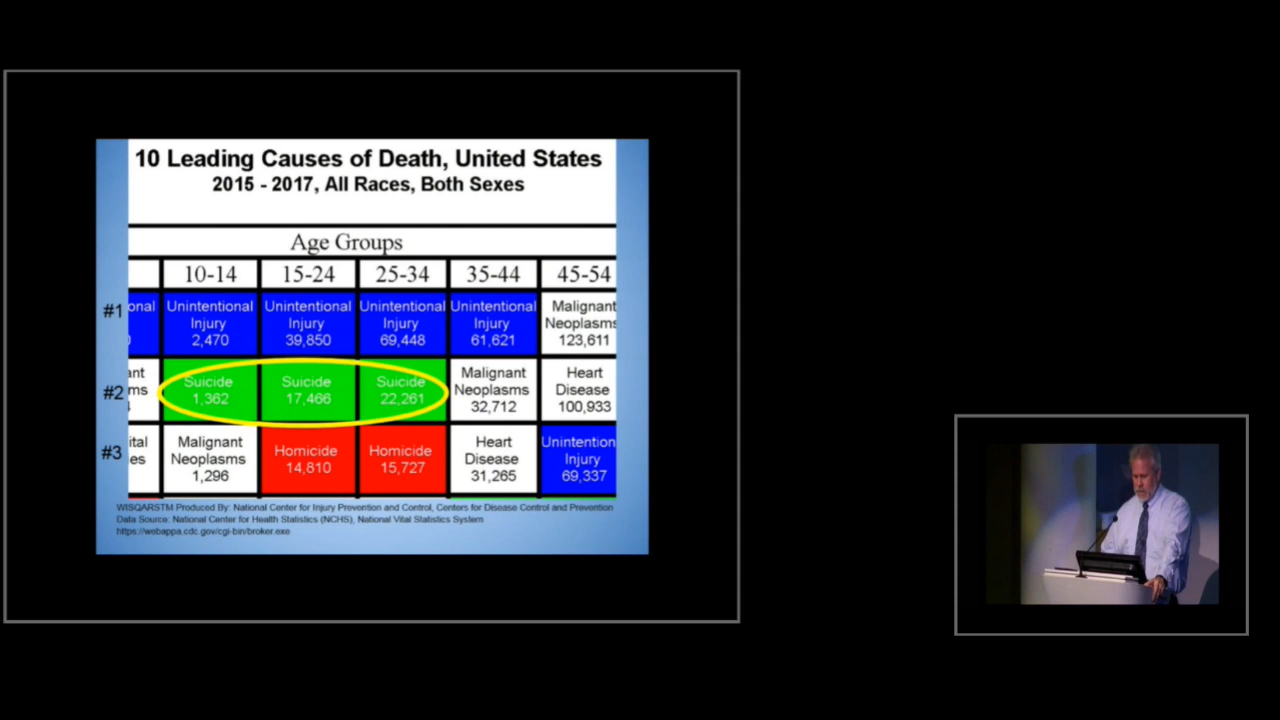 10 Leading Causes of Death, United States
2015 - 2017, All Races, Both Sexes
Age Groups
10-14 15-24 25-34 35-44 45-54
#1 onal Unintentional Injury 2,470 Unintentional Injury 39,850 Unintentional Injury 69,448 Unintentional Injury 61,621 Malignant Neoplasms 123,611
#2 ant ms Suicide 1,362 Suicide 17,466 Suicide 22,261 Malignant Neoplasms 32,712 Heart Disease 100,933
#3 ital es Malignant Neoplasms 1,296 Homicide 14,810 Homicide 15,727 Heart Disease 31,265 Unintention Injury 69,337
WISQARSTM Produced By: National Center for Injury Prevention and Control, Centers for Disease Control and Prevention
Data Source: National Center for Health Statistics (NCHS), National Vital Statistics System
https://webappa.cdc.gov/cgi-bin/broker.exe